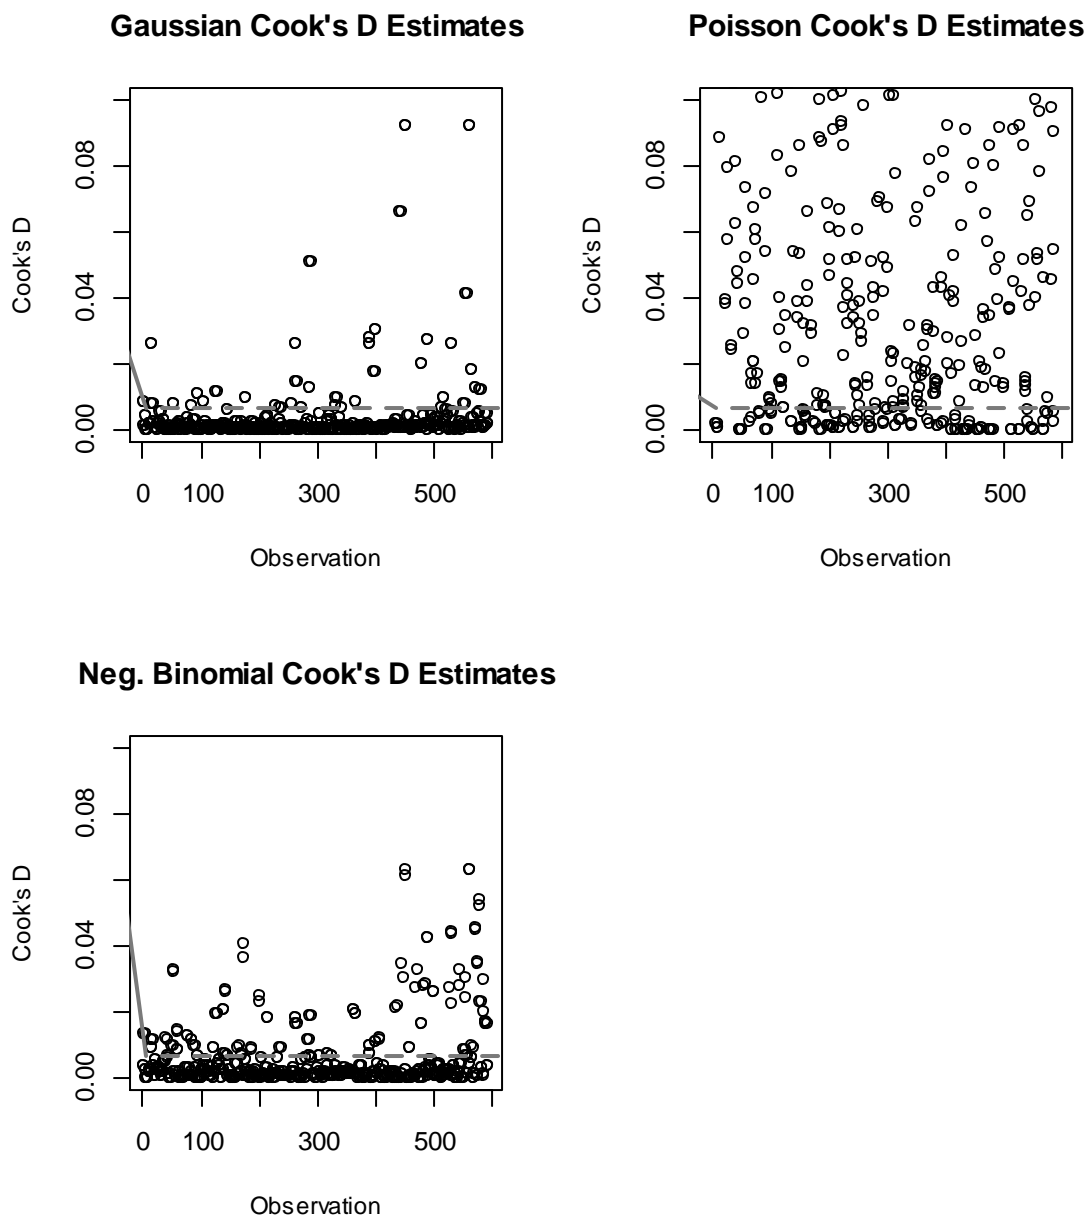 Gaussian Cook's D Estimates
Cook's D
0.00 0.04 0.08
0 100 300 500
Observation
Poisson Cook's D Estimates
Cook's D
0.00 0.04 0.08
0 100 300 500
Observation
Neg. Binomial Cook's D Estimates
Cook's D
0.00 0.04 0.08
0 100 300 500
Observation